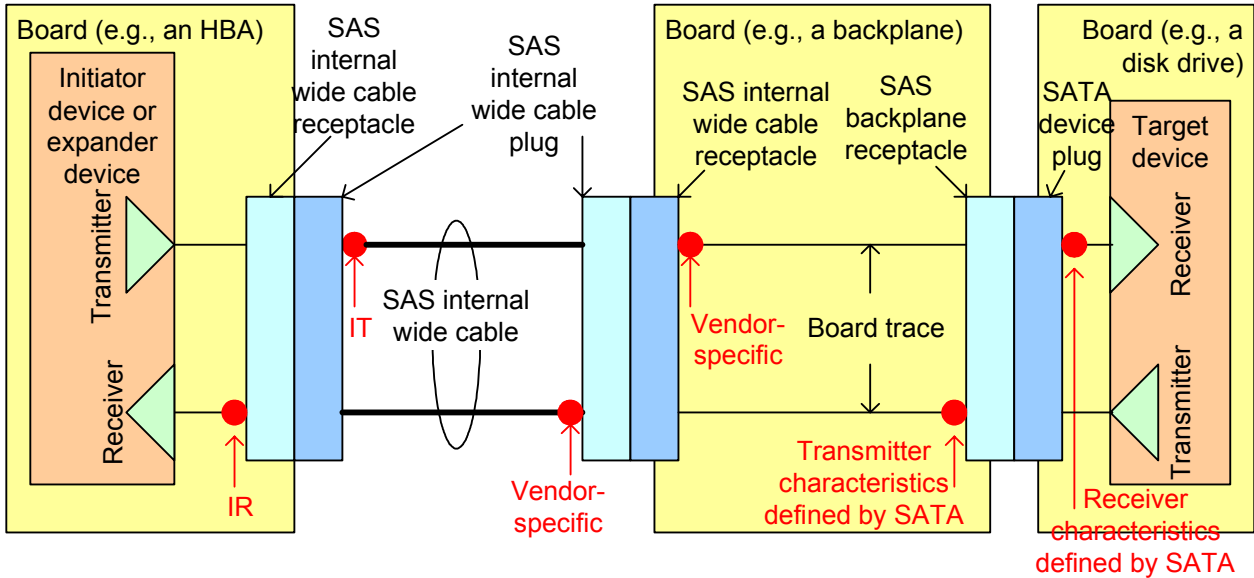 Board (e.g., an HBA)
Initiator
device or
expander
device
Transmitter
Receiver
SAS
internal
wide cable
receptacle
SAS
internal
wide cable
plug
IT
IR
SAS internal
wide cable
Vendor-
specific
Board (e.g., a backplane)
SAS internal
wide cable
receptacle
SAS
backplane
receptacle
Vendor-
specific
Board trace
Transmitter
characteristics
defined by SATA
Board (e.g., a
disk drive)
SATA
device
plug
Target
device
Receiver
Transmitter
Receiver
characteristics
defined by SATA